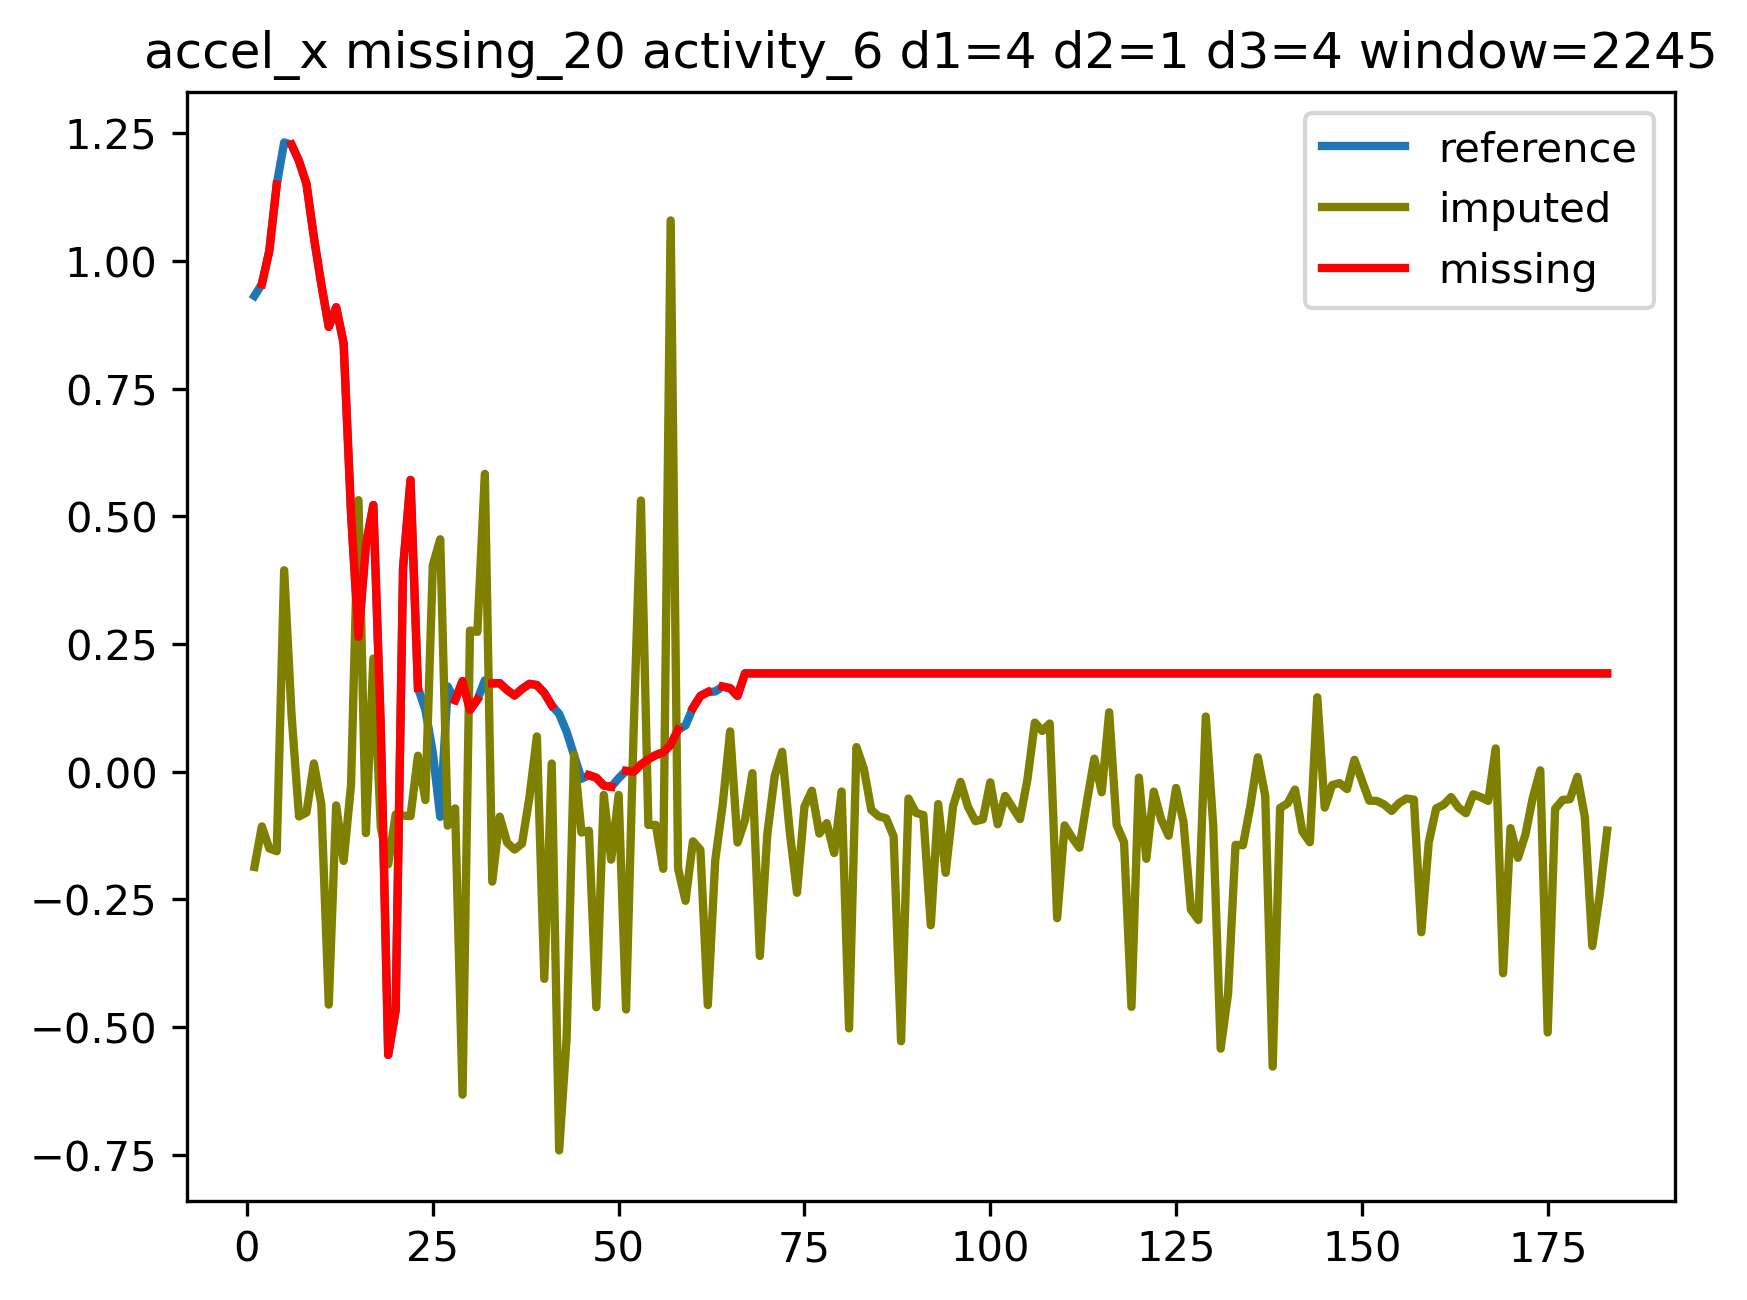 accel_x missing_20 activity_6 d1=4 d2=1 d3=4 window=2245
reference
imputed
missing
1.25
1.00
0.75
0.50
0.25
0.00
−0.25
−0.50
−0.75
0 25 50 75 100 125 150 175